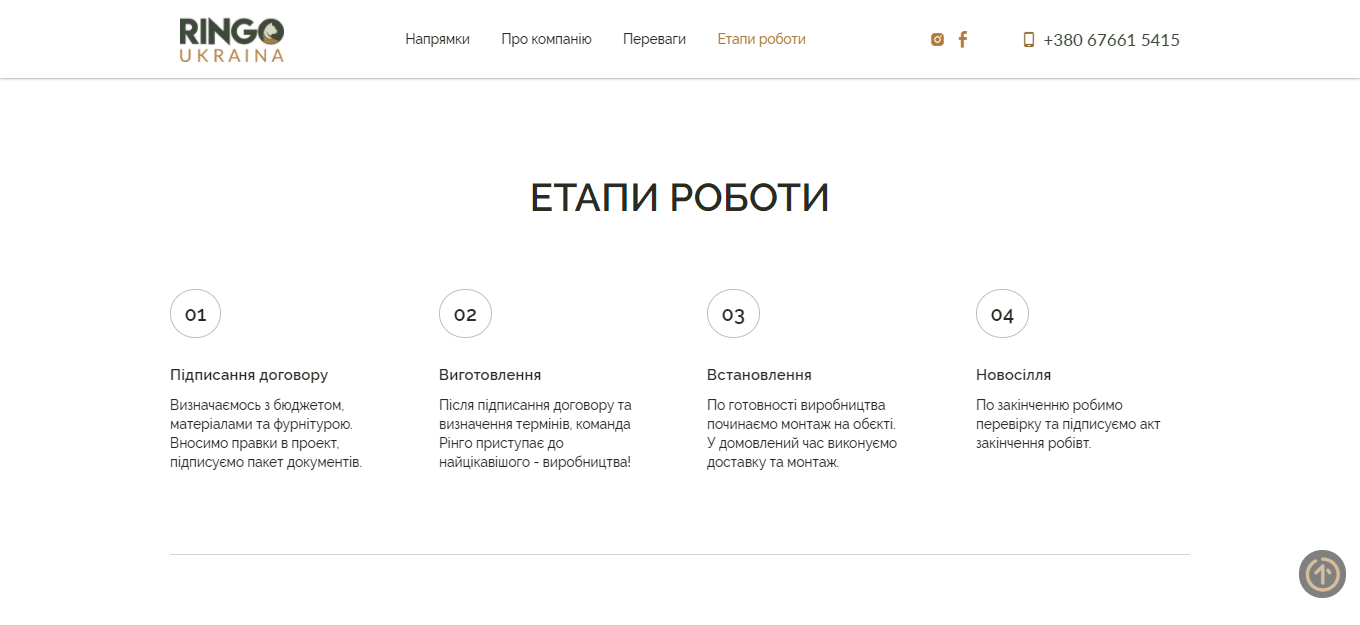 RINGO
UKRAINA
Напрямки
Про компанію
Переваги
Етапи роботи
+380 67661 5415
ЕТАПИ РОБОТИ
01
Підписання договору
Визначаємось з бюджетом,
матеріалами та фурнітурою.
Вносимо правки в проект,
підписуємо пакет документів.
02
Виготовлення
Після підписання договору та
визначення термінів, команда
Рінго приступає до
найцікавішого - виробництва!
03
Встановлення
По готовності виробництва
починаємо монтаж на обєкті.
У домовлений час виконуємо
доставку та монтаж.
04
Новосілля
По закінченню робимо
перевірку та підписуємо акт
закінчення робівт.